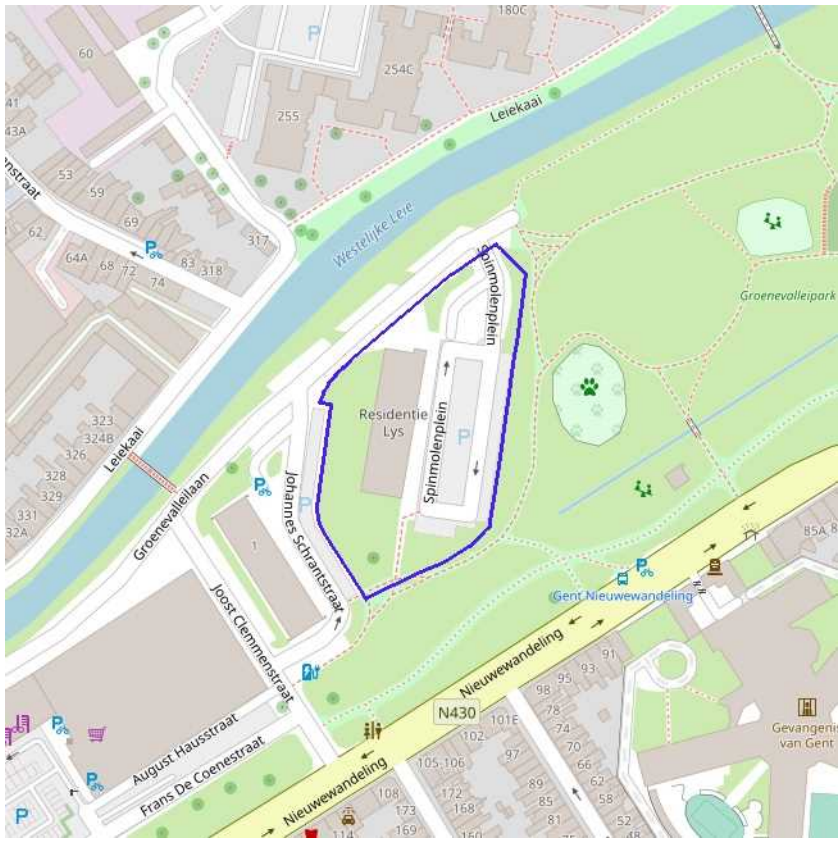 180C
P
60
254C
41
43A
255
Leiekaai
menstraat
53
59
69
62
64A
68
72
74
83
318
317
P
Westelijke Leie
Spinmolenplein
Groenevalleipark
Residentie
Lys
Spinmolenplein
P
323
324B
326
328
329
331
32A
Leiekaai
Groenevalleilaan
P
P
1
Johannes Schrantstraat
Joost Clemmenstraat
85A
P
Gent Nieuwewandeling
Nieuwewandeling
N430
91
93
95
98
78
74
70
66
62
58
52
48
101E
102
97
105-106
108
173
169
114
172
168
160
89
85
81
Gevangenis
van Gent
August Hausstraat
Frans De Coenestraat
Nieuwewandeling
P
P
P